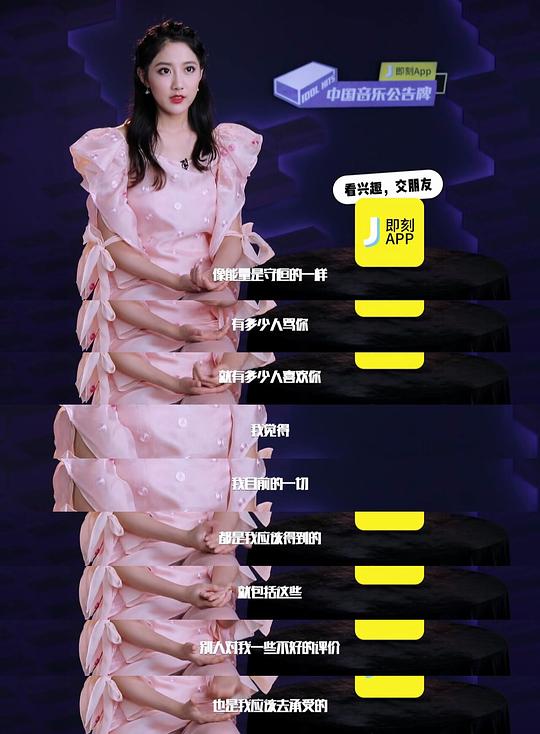 即刻App
IDOL HITS
中国音乐公告牌
看兴趣，交朋友
即刻
APP
像能量是守恒的一样
有多少人骂你
就有多少人喜欢你
我觉得
我目前的一切
都是我应该得到的
就包括这些
别人对我一些不好的评价
也是我应该去承受的